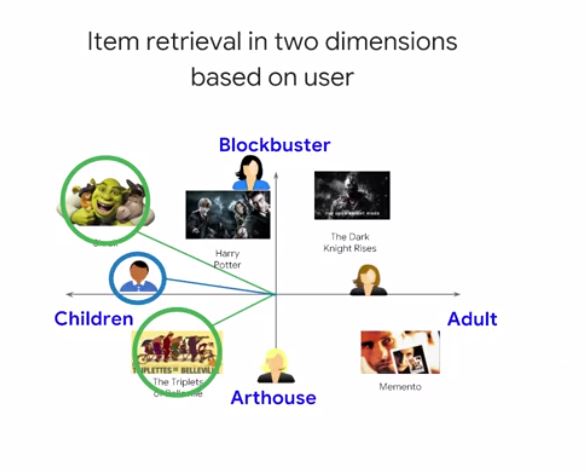 Item retrieval in two dimensions
based on user
Blockbuster
THE DARK KNIGHT RISES
Shrek
Harry
Potter
The Dark
Knight Rises
Children
Adult
TRIPLETTES DE BELLEVILLE
The Triplets
of Belleville
Memento
Arthouse